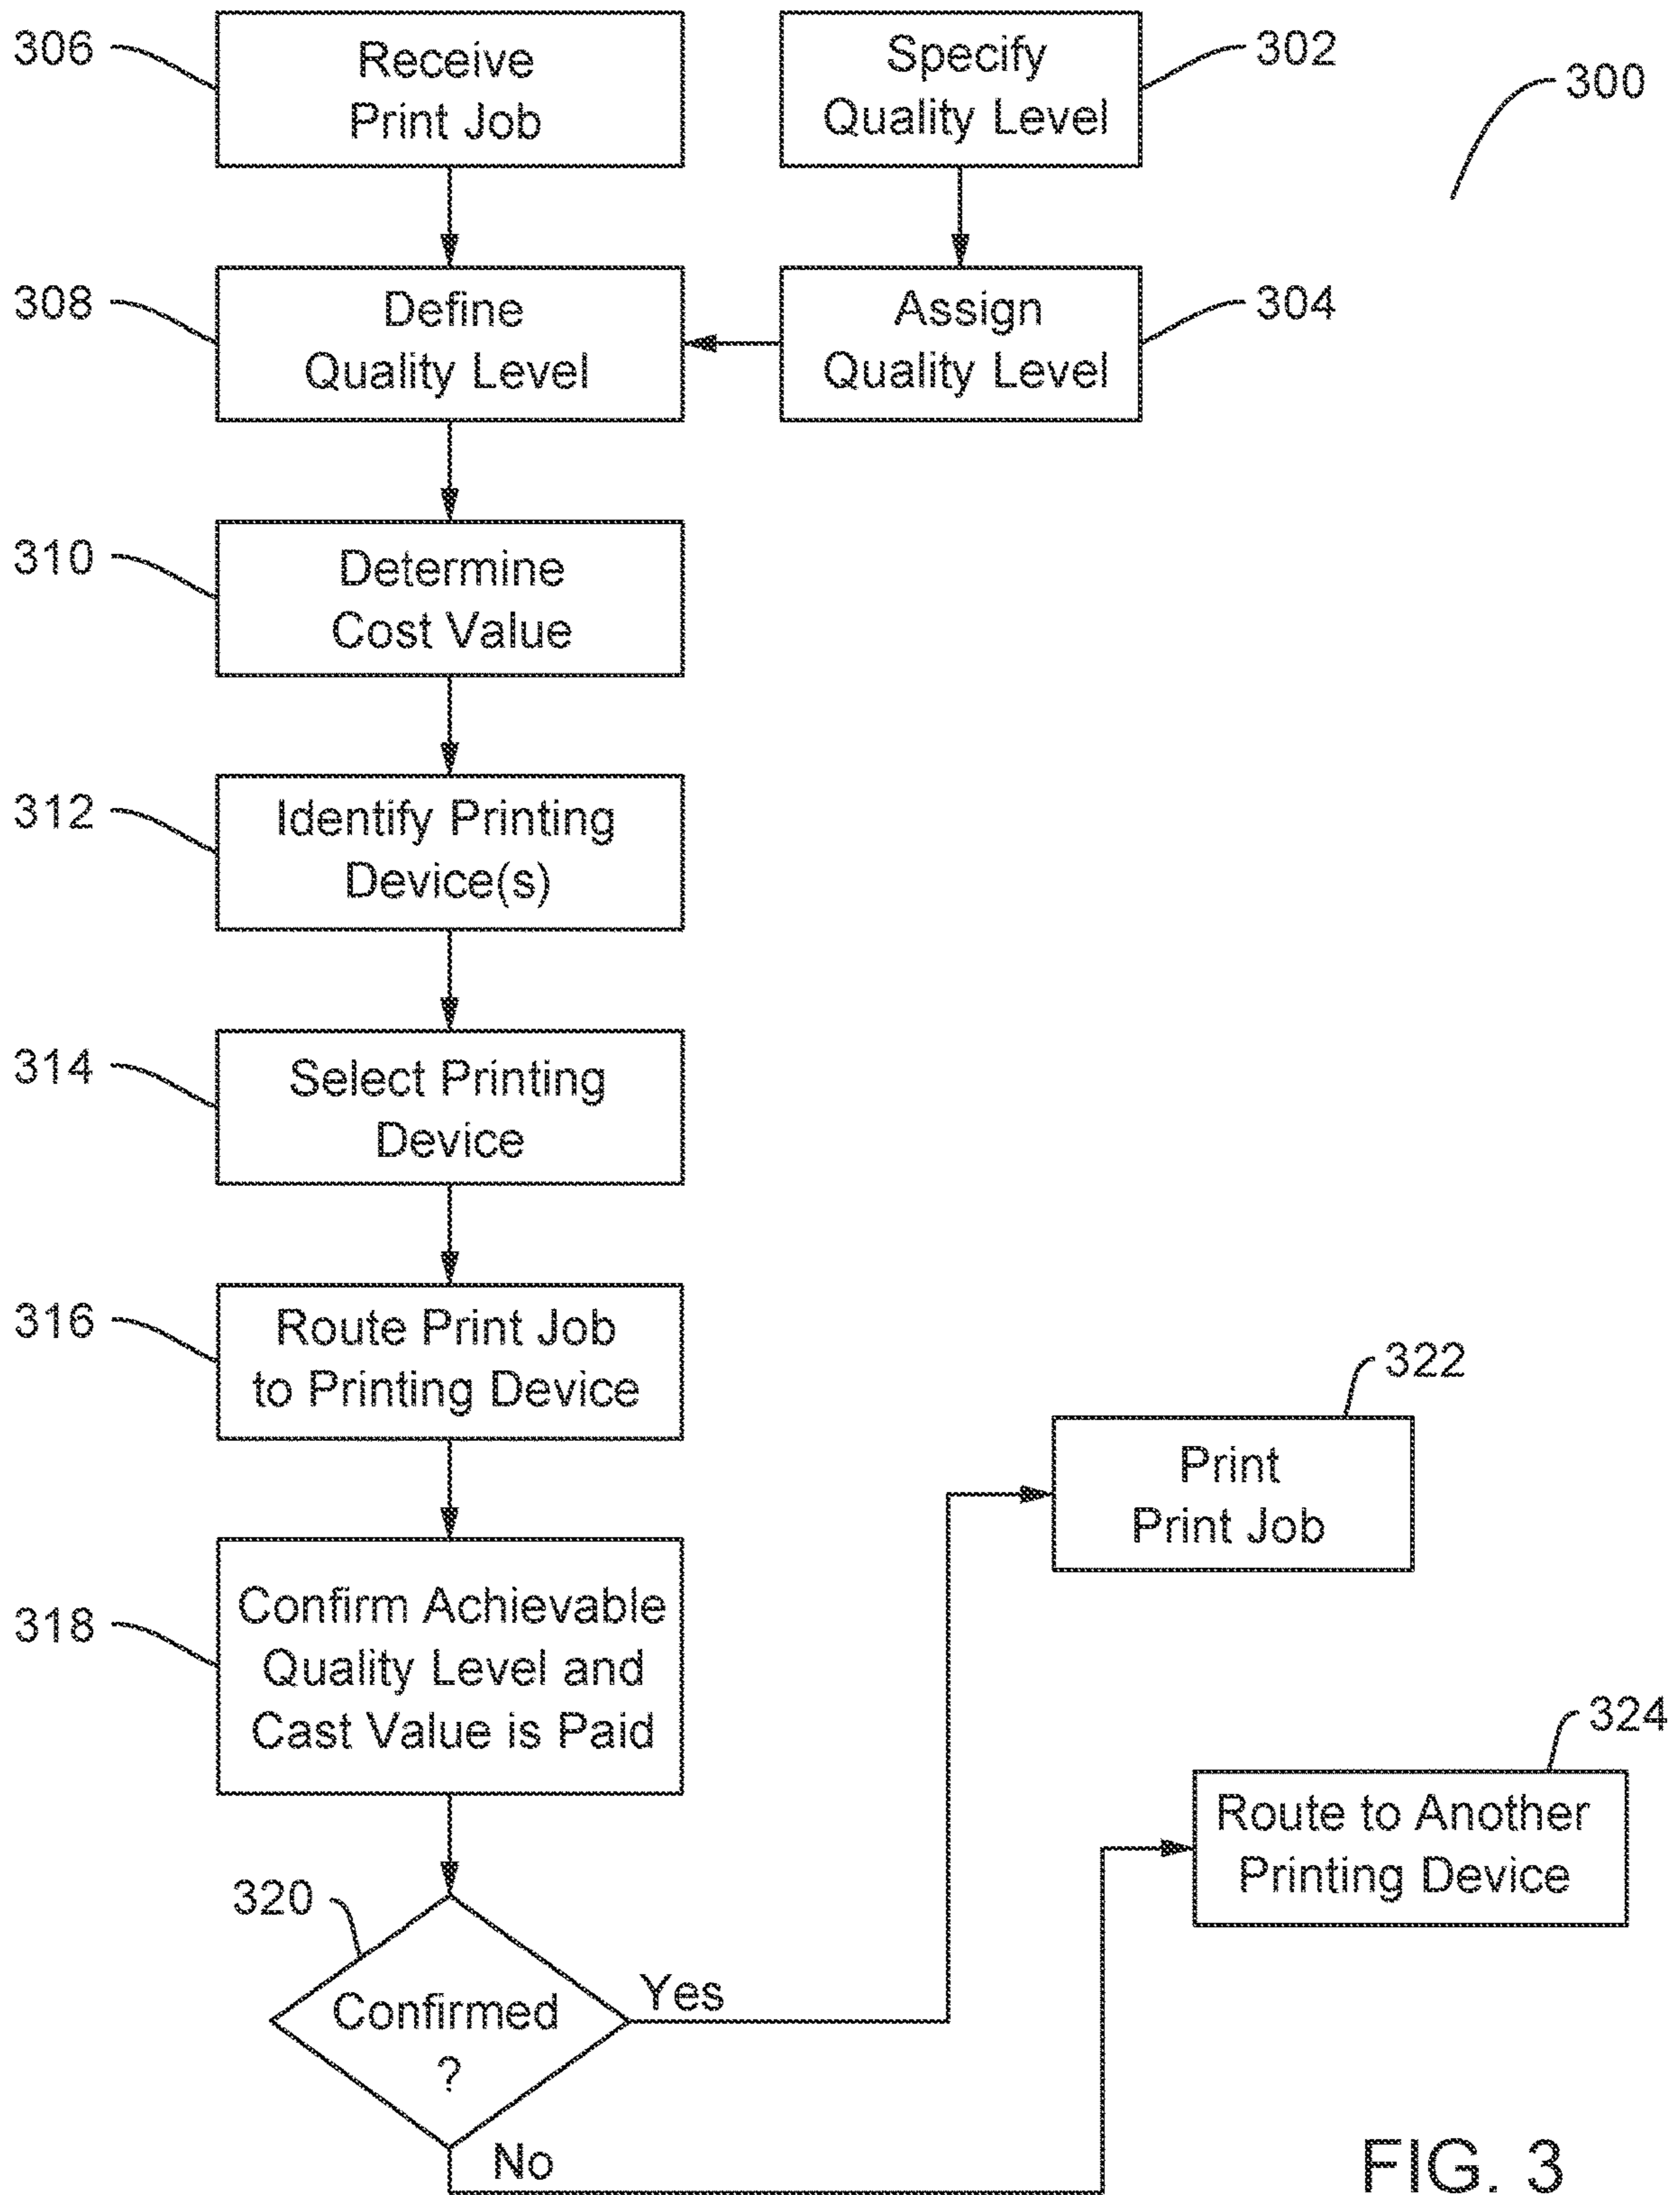 306
Receive
Print Job
Specify
Quality Level
302
300
308
Define
Quality Level
Assign
Quality Level
304
310
Determine
Cost Value
312
Identify Printing
Device(s)
314
Select Printing
Device
316
Route Print Job
to Printing Device
322
Print
Print Job
318
Confirm Achievable
Quality Level and
Cast Value is Paid
324
Route to Another
Printing Device
320
Confirmed
?
Yes
No
FIG. 3